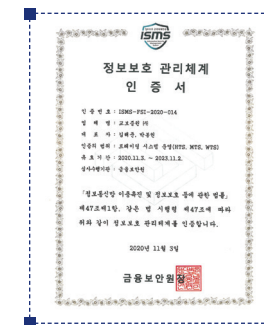 isms
정보보호 관리체계
인 증 서
인 증 번 호 : ISMS-FSI-2020-014
업 체 명 : 교보증권 ㈜
대 표 자 : 김해준, 박봉권
인증의 범위 : 트레이딩 시스템 운영(HTS, MTS, WTS)
유 효 기 간 : 2020.11.3. ~ 2023.11.2.
심사수행기관 : 금융보안원
「정보통신망 이용촉진 및 정보보호 등에 관한 법률」
제47조제1항, 같은 법 시행령 제47조에 따라
위와 같이 정보보호 관리체계를 인증합니다.
2020년 11월 3일
금융보안원장